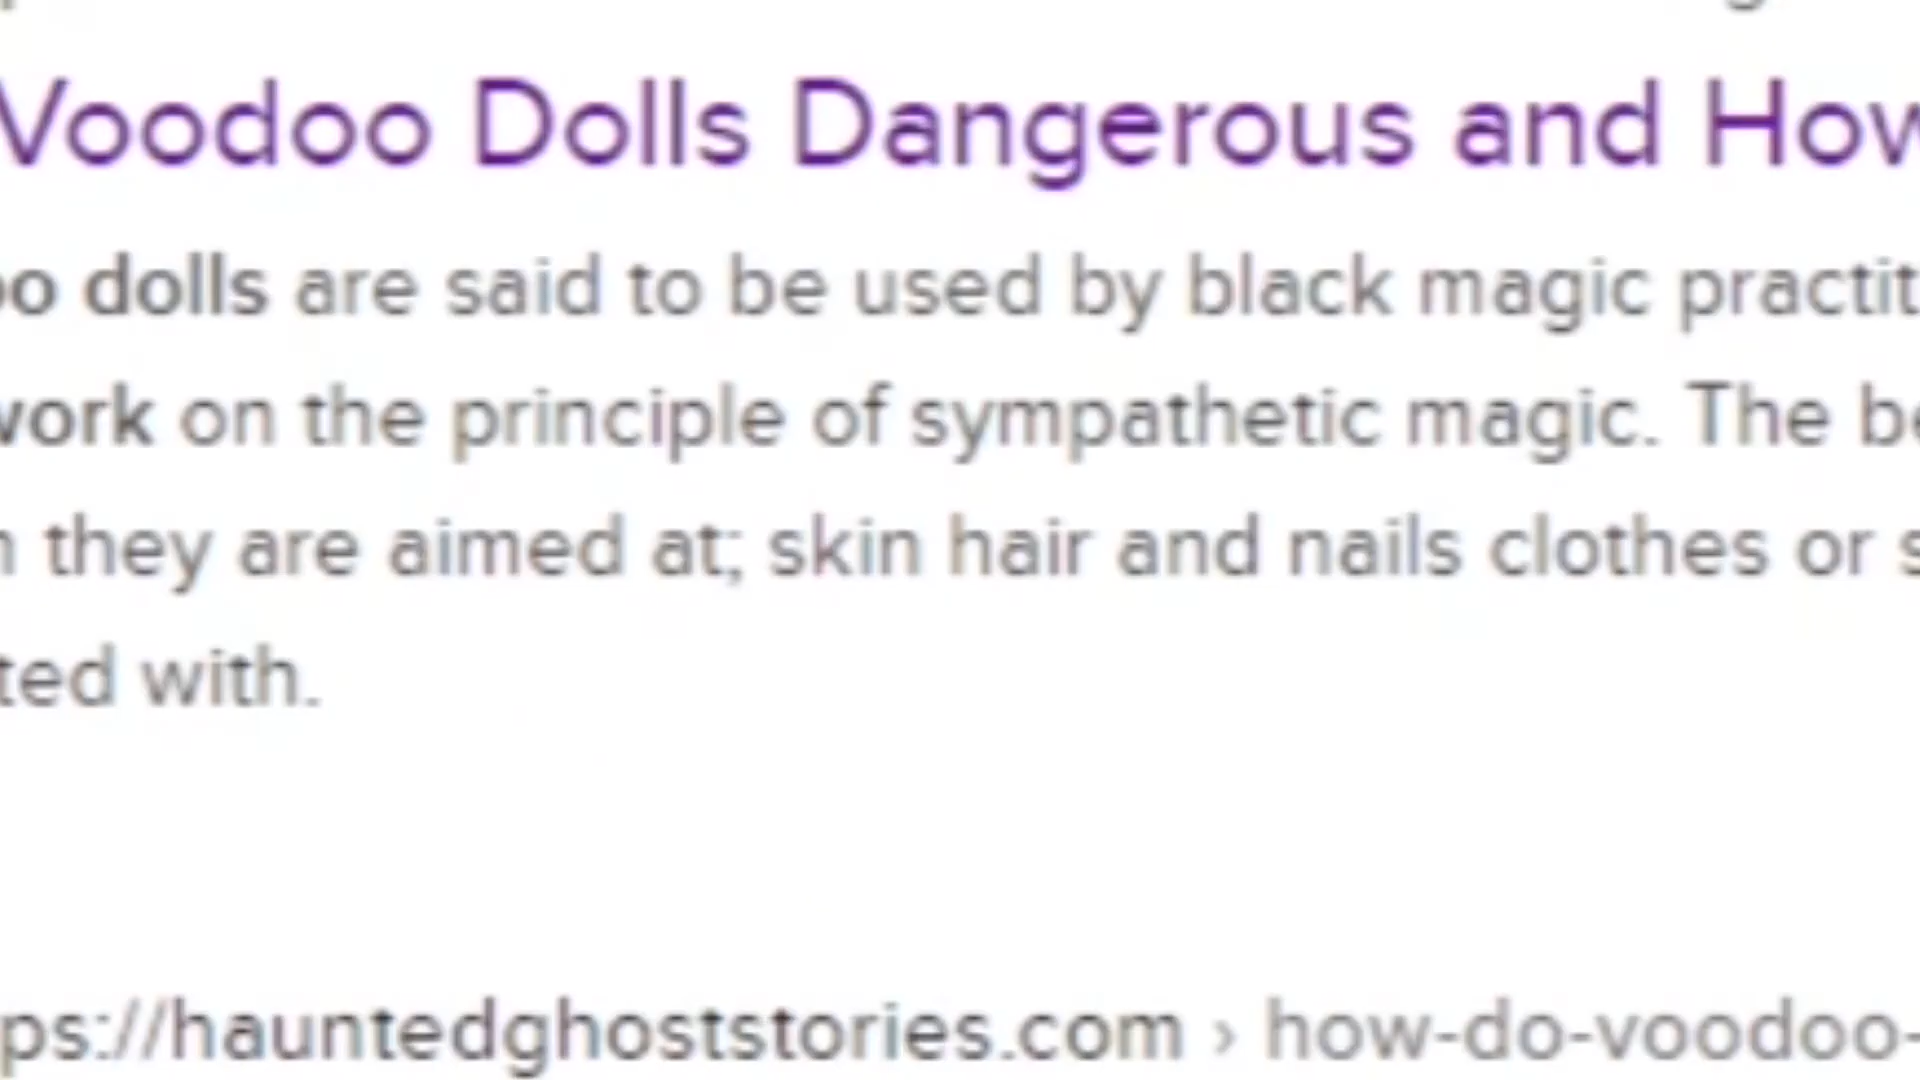 Voodoo Dolls Dangerous and How
oo dolls are said to be used by black magic practit
work on the principle of sympathetic magic. The be
they are aimed at; skin hair and nails clothes or s
ted with.
ps://hauntedghoststories.com › how-do-voodoo-